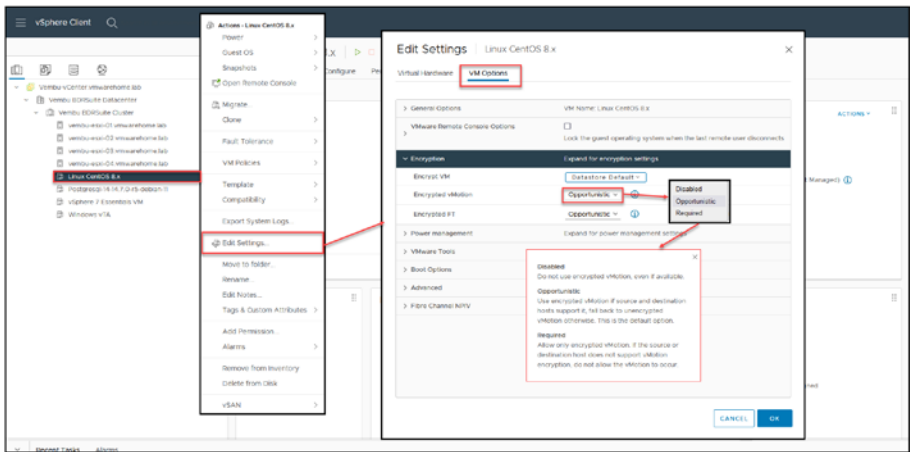 vSphere Client
Actions - Linux CentOS 8.x
Power
Guest OS
Snapshots
Open Remote Console
Migrate...
Clone
Fault Tolerance
VM Policies
Template
Compatibility
Export System Logs...
Edit Settings...
Move to folder...
Rename...
Edit Notes...
Tags & Custom Attributes
Add Permission...
Alarms
Remove from Inventory
Delete from Disk
vSAN
Vembu-vCenter.vmwarehome.lab
Vembu BDRSuite Datacenter
Vembu BDRSuite Cluster
vembu-esxi-01.vmwarehome.lab
vembu-esxi-02.vmwarehome.lab
vembu-esxi-03.vmwarehome.lab
vembu-esxi-04.vmwarehome.lab
Linux CentOS 8.x
vSphere 7 Essentials VM
Windows vTA
Configure
ACTIONS
Managed)
Edit Settings | Linux CentOS 8.x
Virtual Hardware
VM Options
General Options
VM Name: Linux CentOS 8.x
VMware Remote Console Options
Lock the guest operating system when the last remote user disconnects.
Encryption
Expand for encryption settings
Encrypt VM
Datastore Default
Encrypted vMotion
Opportunistic
Disabled
Opportunistic
Required
Encrypted FT
Opportunistic
Power management
Expand for power management settings
VMware Tools
Boot Options
Advanced
Fibre Channel NPIV
Disabled
Do not use encrypted vMotion, even if available.
Opportunistic
Use encrypted vMotion if source and destination
hosts support it, fall back to unencrypted
vMotion otherwise. This is the default option.
Required
Allow only encrypted vMotion. If the source or
destination host does not support vMotion
encryption, do not allow the vMotion to occur.
CANCEL
OK
Recent Tasks
Alarms